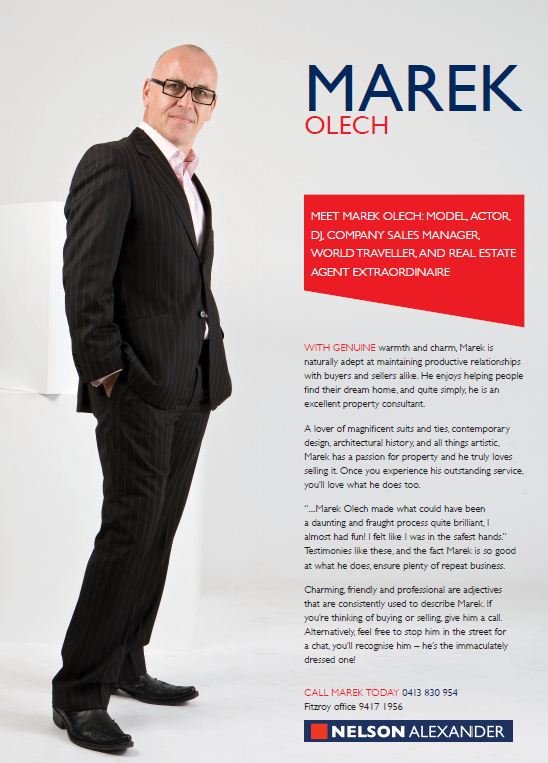 MAREK
OLECH
MEET MAREK OLECH: MODEL, ACTOR,
DJ, COMPANY SALES MANAGER,
WORLD TRAVELLER, AND REAL ESTATE
AGENT EXTRAORDINAIRE
WITH GENUINE warmth and charm, Marek is
naturally adept at maintaining productive relationships
with buyers and sellers alike. He enjoys helping people
find their dream home, and quite simply, he is an
excellent property consultant.
A lover of magnificent suits and ties, contemporary
design, architectural history, and all things artistic,
Marek has a passion for property and he truly loves
selling it. Once you experience his outstanding service,
you'll love what he does too.
“....Marek Olech made what could have been
a daunting and fraught process quite brilliant, I
almost had fun! I felt like I was in the safest hands.”
Testimonies like these, and the fact Marek is so good
at what he does, ensure plenty of repeat business.
Charming, friendly and professional are adjectives
that are consistently used to describe Marek. If
you're thinking of buying or selling, give him a call.
Alternatively, feel free to stop him in the street for
a chat, you'll recognise him – he's the immaculately
dressed one!
CALL MAREK TODAY 0413 830 954
Fitzroy office 9417 1956
NELSON ALEXANDER